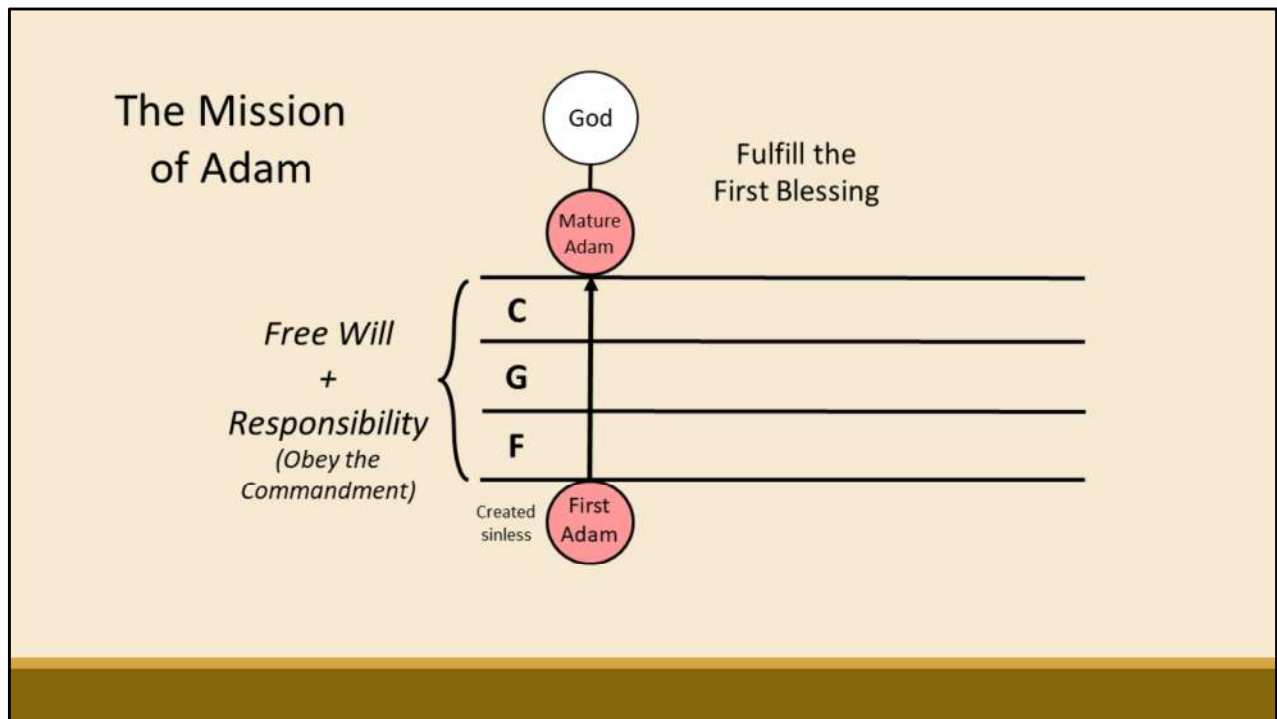 The Mission
of Adam
God
Fulfill the
First Blessing
Mature
Adam
C
G
F
Free Will
+
Responsibility
(Obey the
Commandment)
Created
sinless
First
Adam